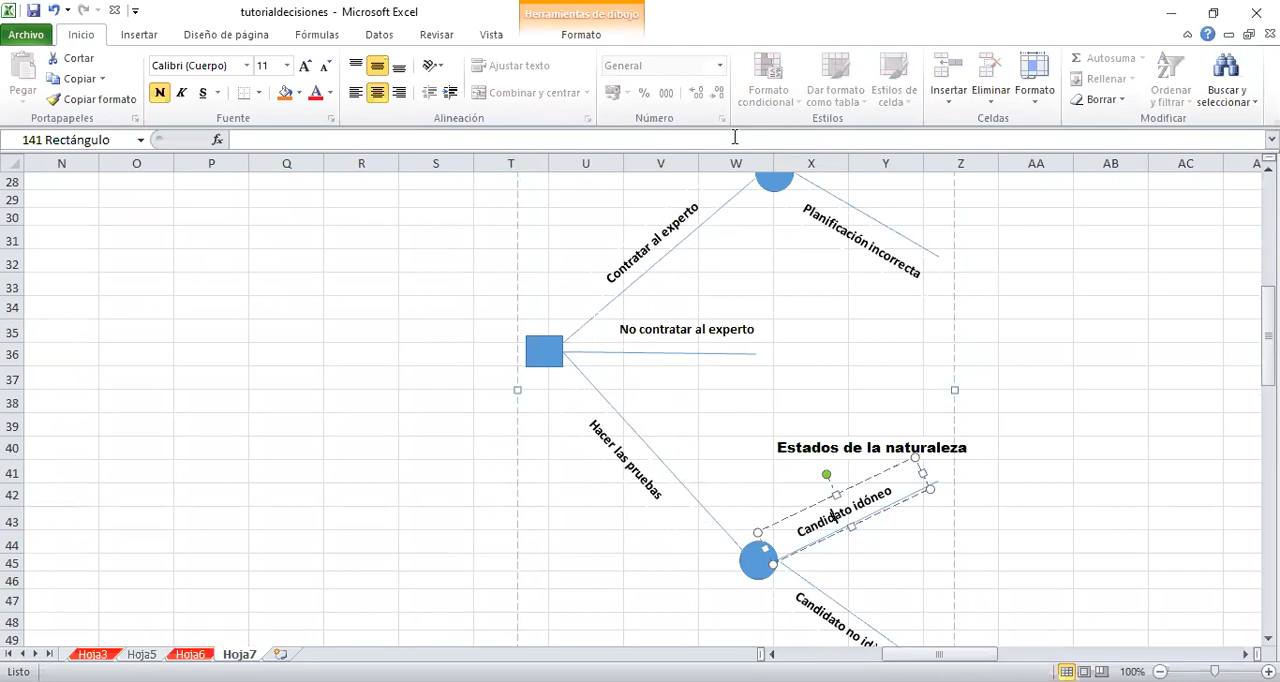 tutorialdecisiones - Microsoft Excel
Herramientas de dibujo
Archivo Inicio Insertar Diseño de página Fórmulas Datos Revisar Vista Formato
Calibri (Cuerpo) 11 Ajustar texto General Autosuma
Cortar
Copiar
Copiar formato
Pegar
N K S Combinar y centrar % 000
Formato condicional Dar formato como tabla Estilos de celda
Insertar Eliminar Formato
Rellenar
Borrar
Ordenar y filtrar Buscar y seleccionar
Portapapeles Fuente Alineación Número Estilos Celdas Modificar
141 Rectángulo fx
N O P Q R S T U V W X Y Z AA AB AC A
28
29
30
31
32
33
34
35
36
37
38
39
40
41
42
43
44
45
46
47
48
49
Contratar al experto
Planificación incorrecta
No contratar al experto
Hacer las pruebas
Estados de la naturaleza
Candidato idóneo
Candidato no id
Hoja3 Hoja5 Hoja6 Hoja7
Listo 100%